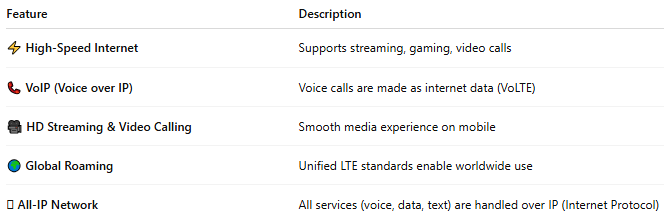 Feature Description
⚡ High-Speed Internet Supports streaming, gaming, video calls
📞 VoIP (Voice over IP) Voice calls are made as internet data (VoLTE)
🎥 HD Streaming & Video Calling Smooth media experience on mobile
🌍 Global Roaming Unified LTE standards enable worldwide use
▯ All-IP Network All services (voice, data, text) are handled over IP (Internet Protocol)